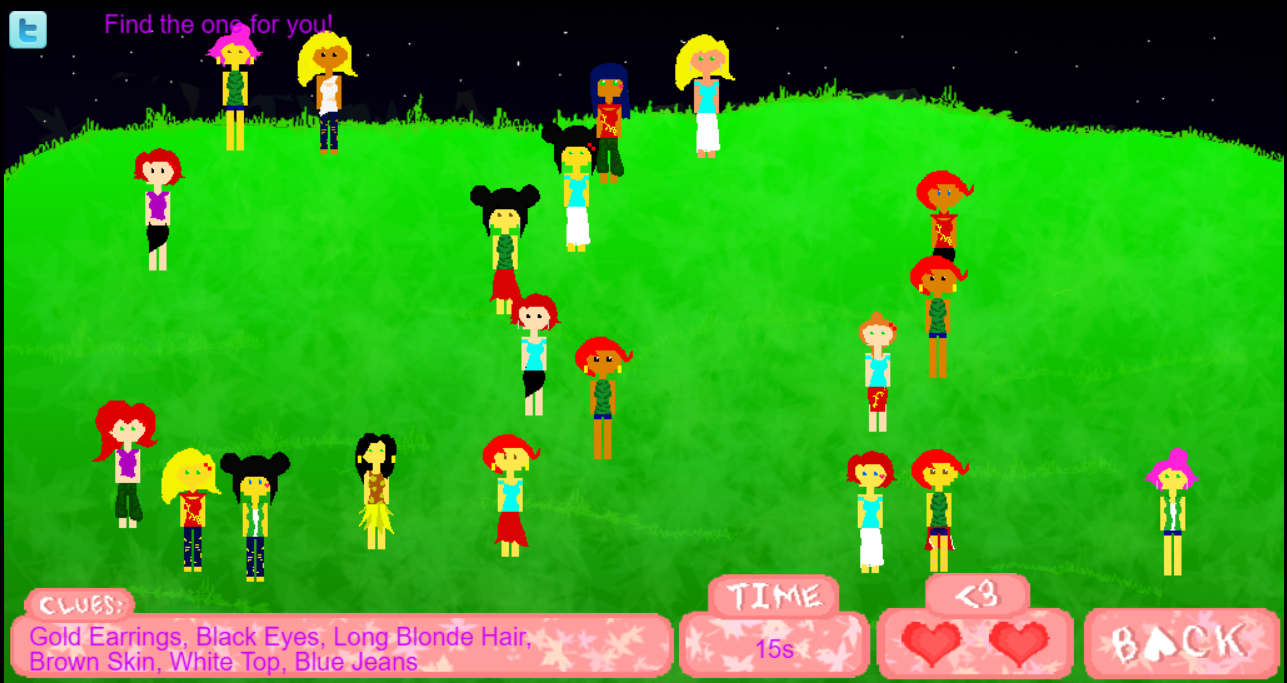 Find the one for you!
CLUES:
Gold Earrings, Black Eyes, Long Blonde Hair,
Brown Skin, White Top, Blue Jeans
TIME
15s
<3
BACK